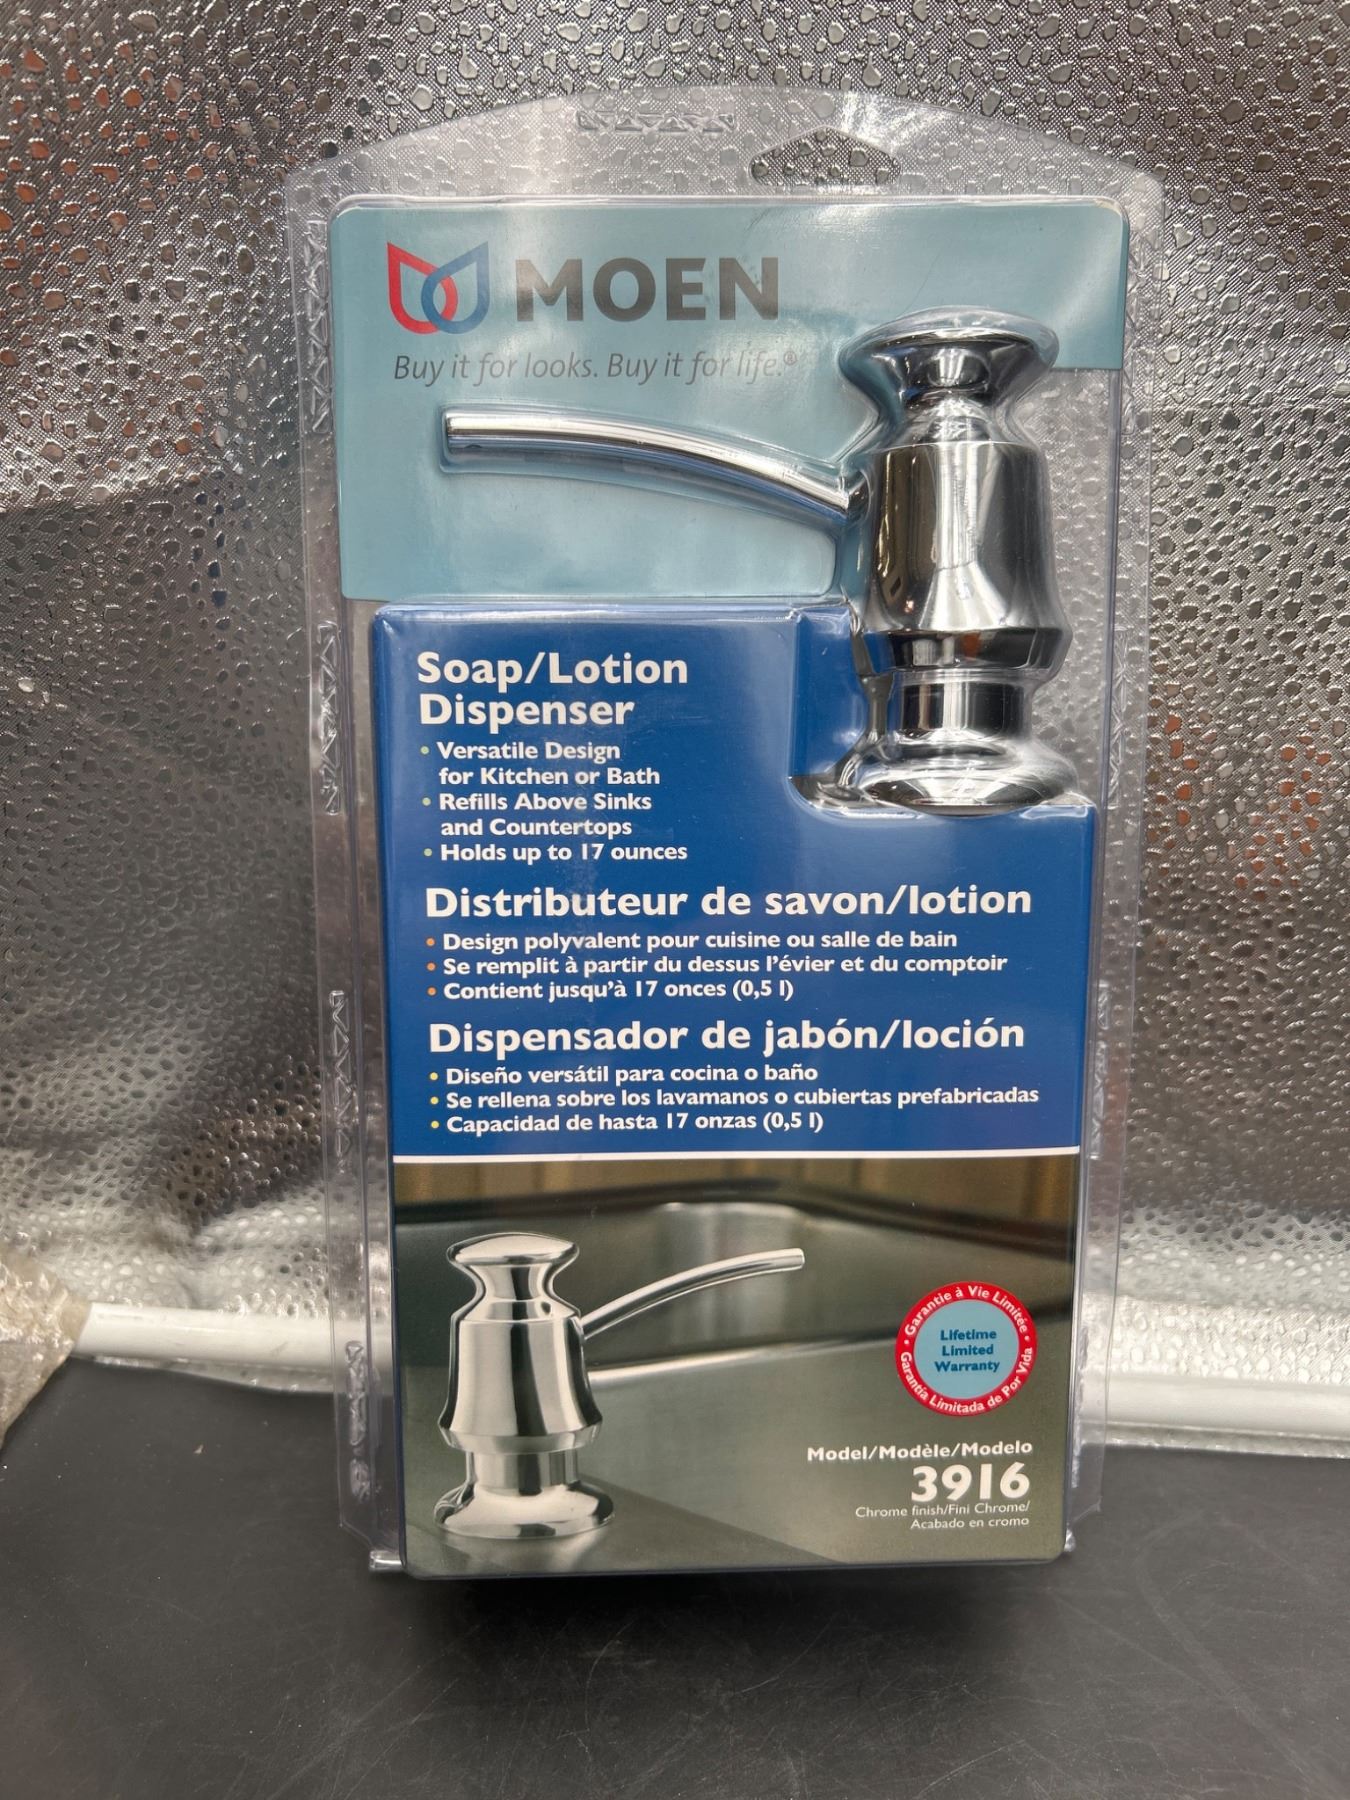 MOEN
Buy it for looks. Buy it for life.®
Soap/Lotion
Dispenser
• Versatile Design
for Kitchen or Bath
• Refills Above Sinks
and Countertops
• Holds up to 17 ounces
Distributeur de savon/lotion
• Design polyvalent pour cuisine ou salle de bain
• Se remplit à partir du dessus l'évier et du comptoir
• Contient jusqu'à 17 onces (0,5 l)
Dispensador de jabón/loción
• Diseño versátil para cocina o baño
• Se rellena sobre los lavamanos o cubiertas prefabricadas
• Capacidad de hasta 17 onzas (0,5 l)
• Garantie à Vie Limitée •
Lifetime
Limited
Warranty
Garantía Limitada de Por Vida
Model/Modèle/Modelo
3916
Chrome finish/Fini Chrome/
Acabado en cromo